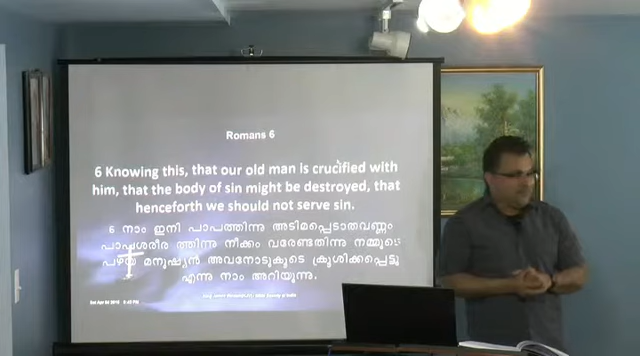 Romans 6
6 Knowing this, that our old man is crucified with
him, that the body of sin might be destroyed, that
henceforth we should not serve sin.
6 നാം ഇനി പാപത്തിന്നു അടിമപ്പെടാതവണ്ണം
പാപശരീര ത്തിന്നു നീക്കം വരേണ്ടതിന്നു നമ്മുടെ
പഴയ മനുഷ്യൻ അവനോടുകൂടെ ക്രൂശിക്കപ്പെട്ടു
എന്നു നാം അറിയുന്നു.